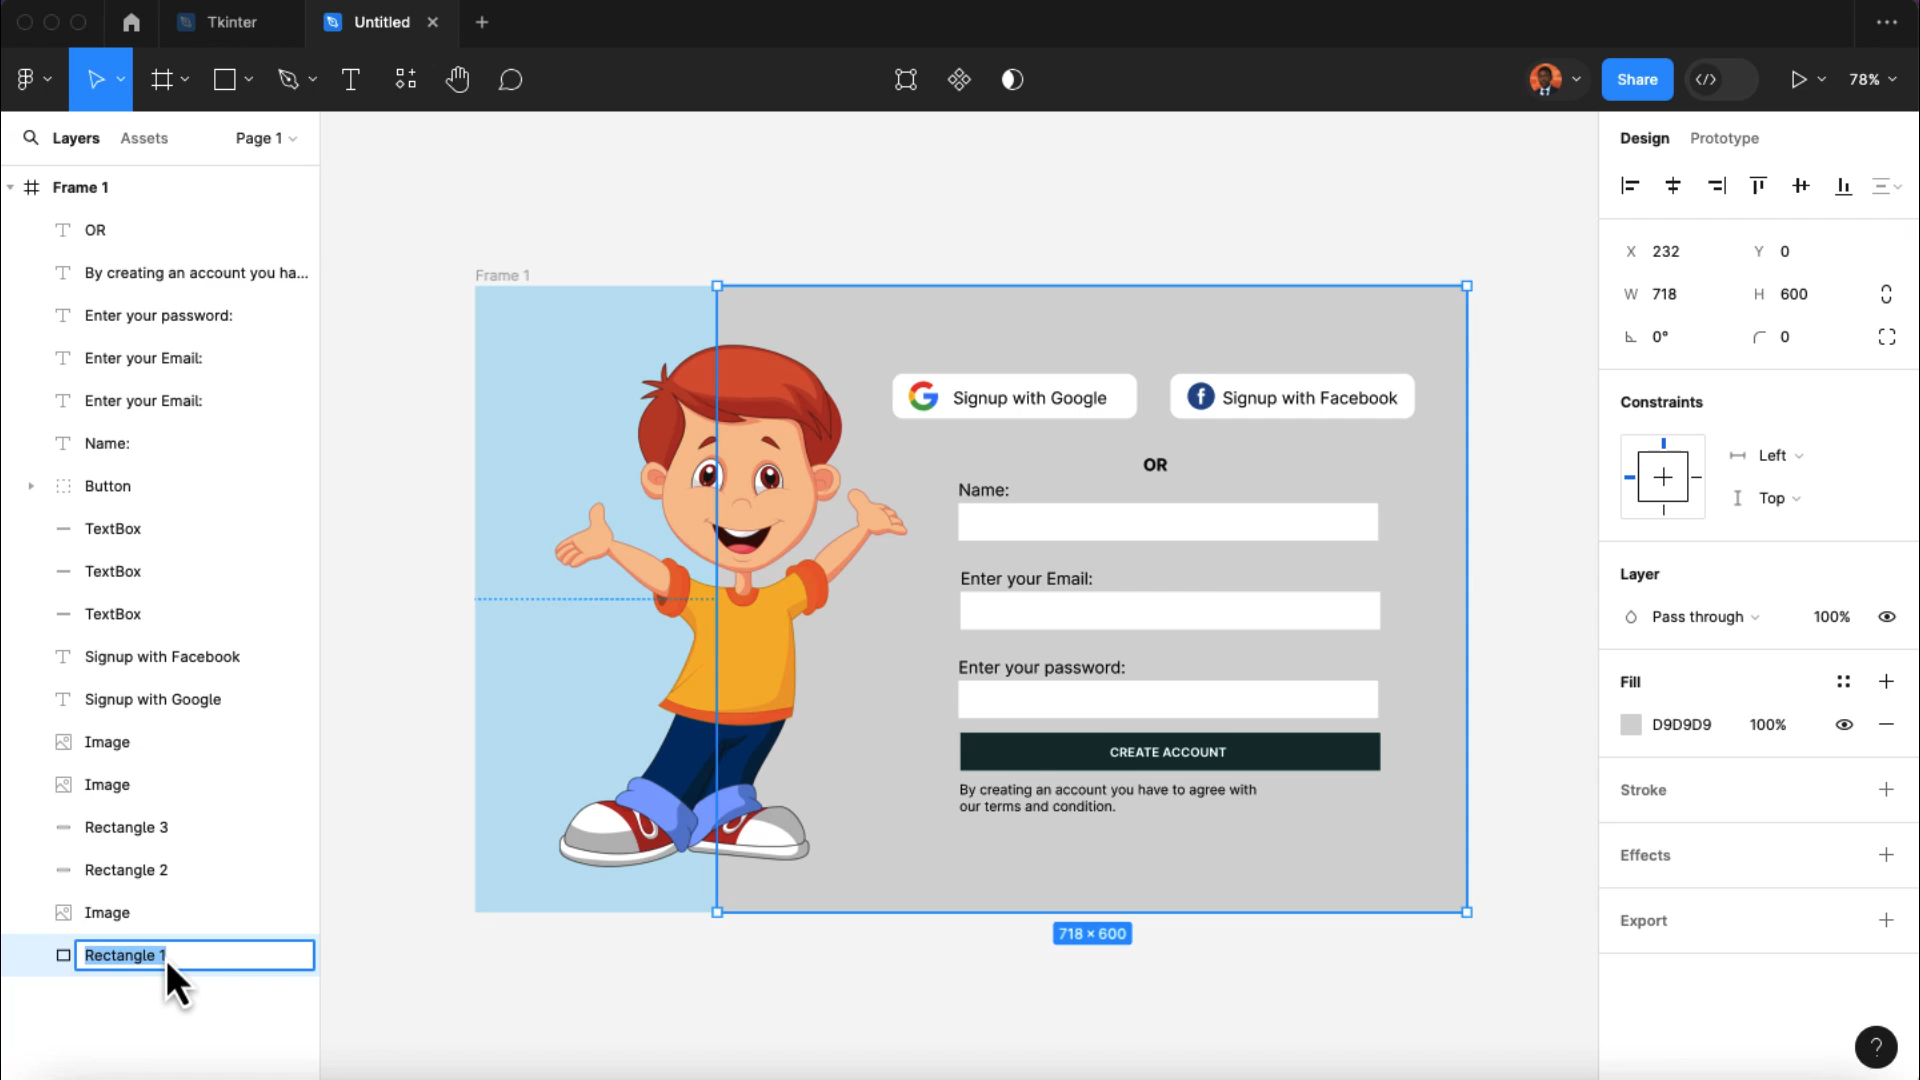 Tkinter
Untitled
Share
78%
Layers
Assets
Page 1
Frame 1
OR
By creating an account you ha...
Enter your password:
Enter your Email:
Enter your Email:
Name:
Button
TextBox
TextBox
TextBox
Signup with Facebook
Signup with Google
Image
Image
Rectangle 3
Rectangle 2
Image
Rectangle 1
Frame 1
G Signup with Google
f Signup with Facebook
OR
Name:
Enter your Email:
Enter your password:
CREATE ACCOUNT
By creating an account you have to agree with
our terms and condition.
718 × 600
Design
Prototype
X 232
Y 0
W 718
H 600
0°
0
Constraints
Left
Top
Layer
Pass through
100%
Fill
D9D9D9
100%
Stroke
Effects
Export
?